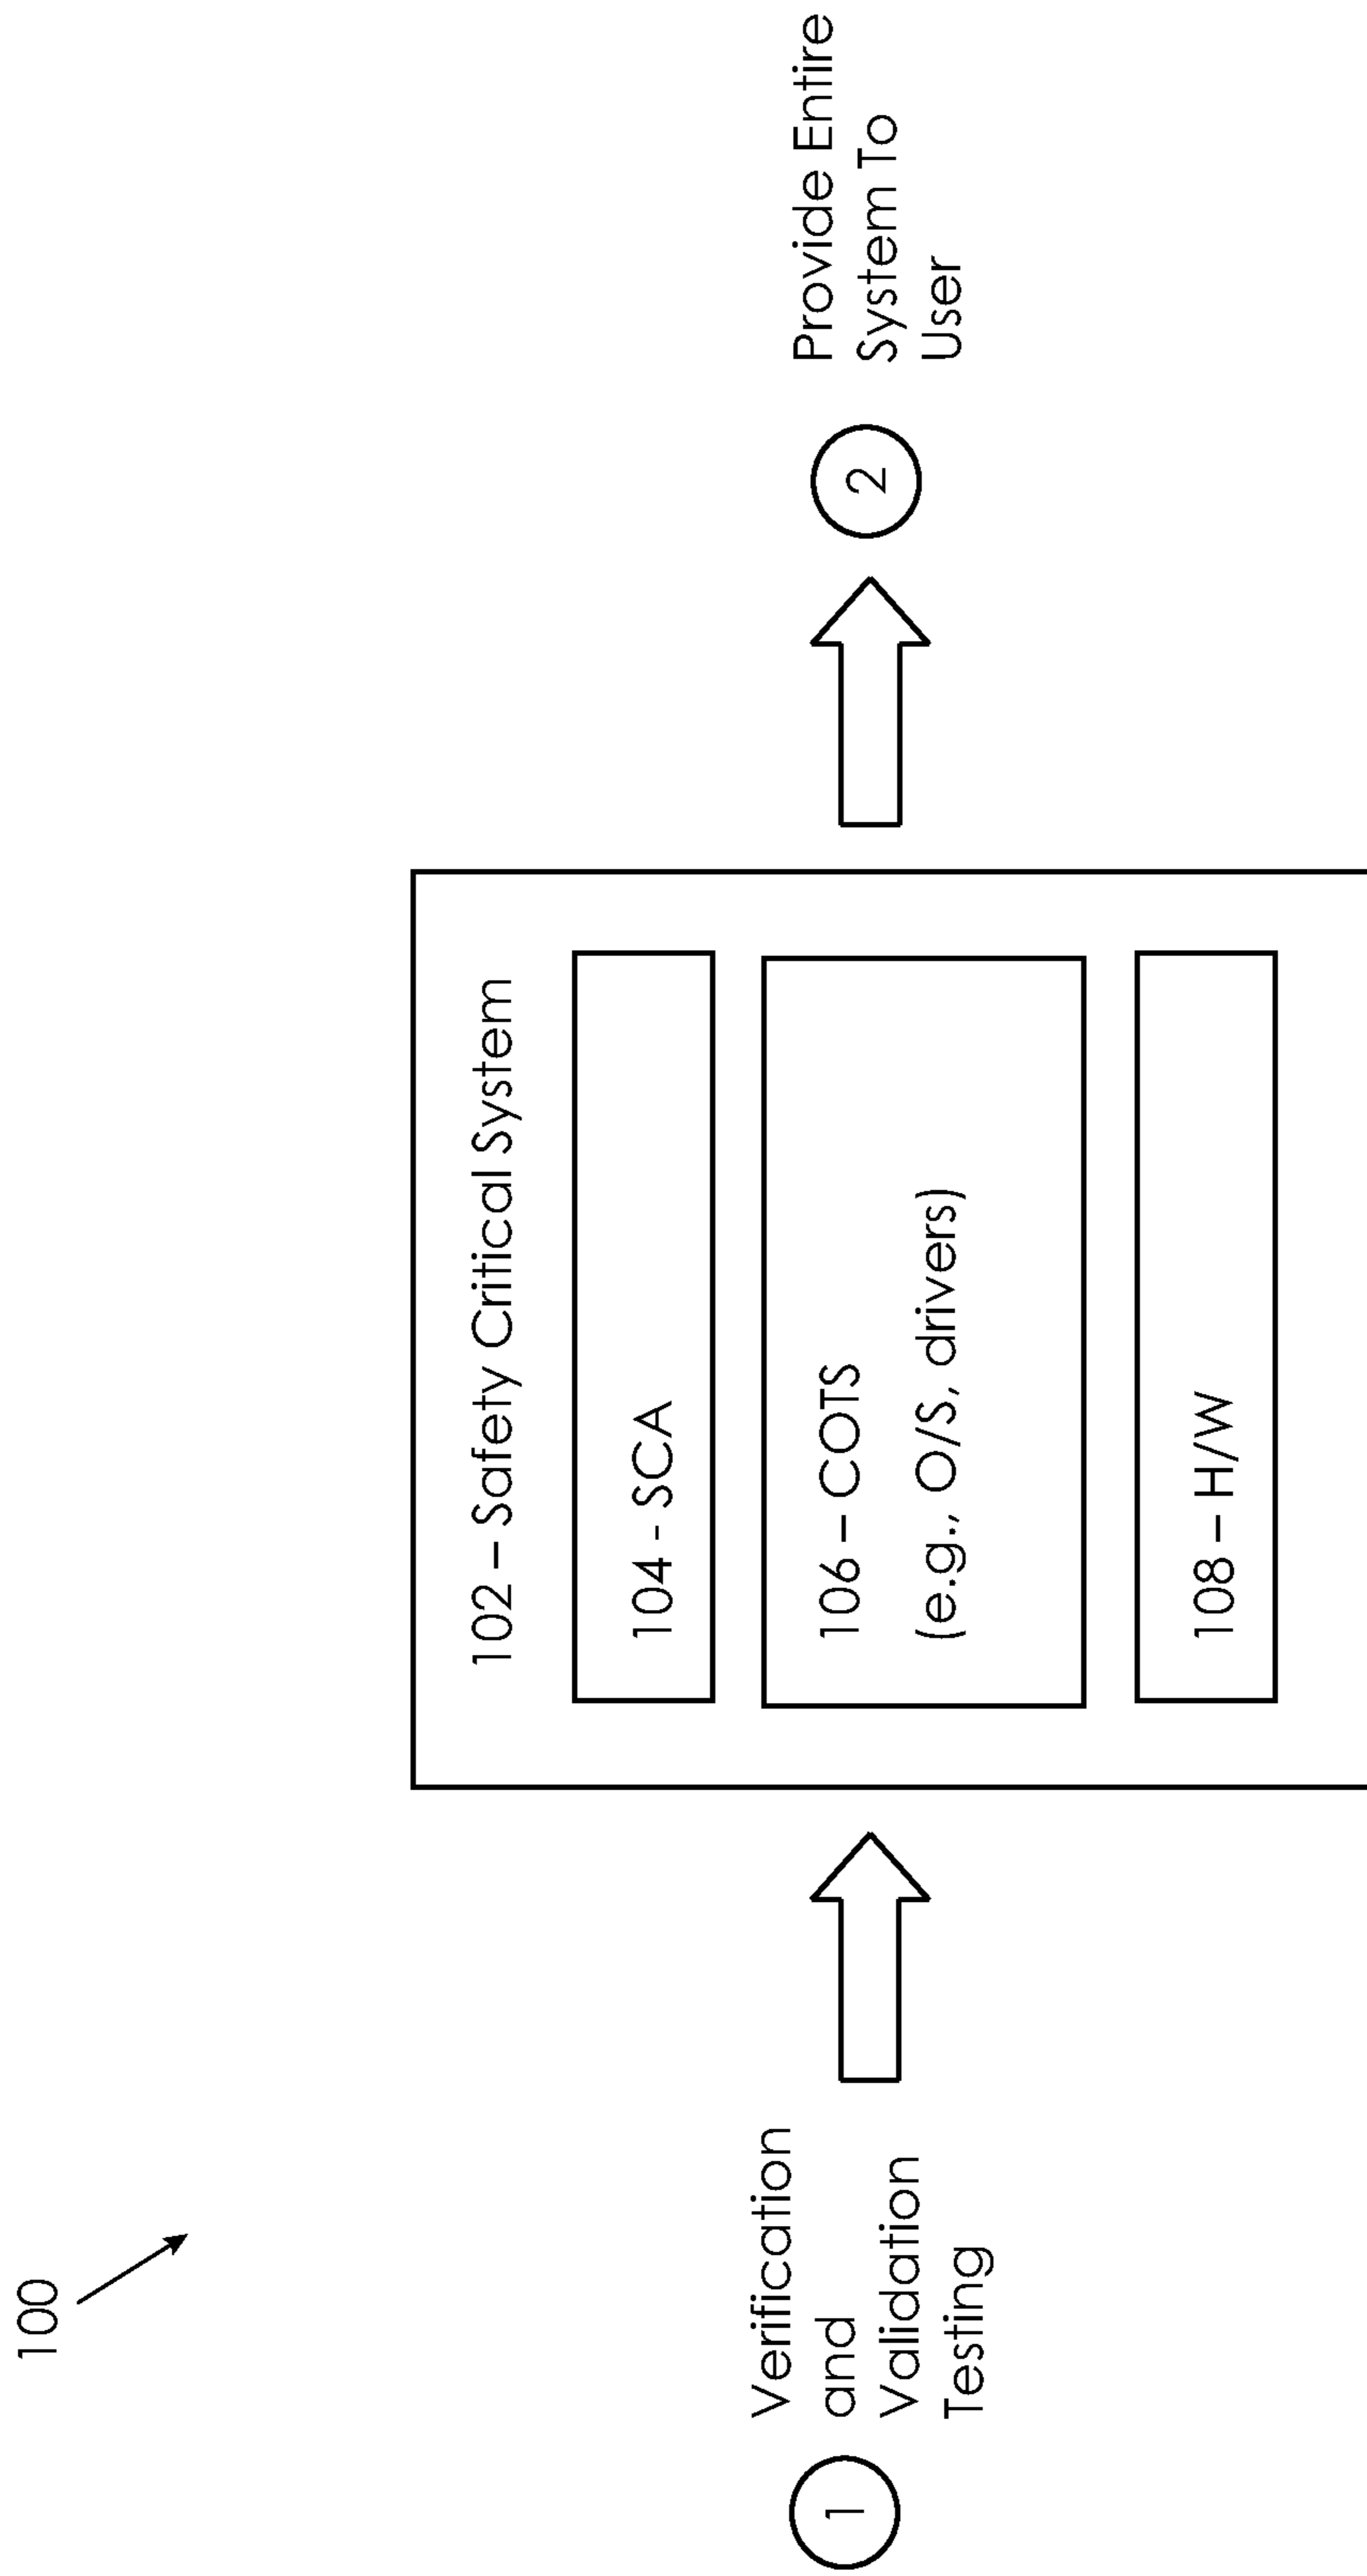 100
1
Verification
and
Validation
Testing
102 – Safety Critical System
104 - SCA
106 – COTS
(e.g., O/S, drivers)
108 – H/W
2
Provide Entire
System To
User